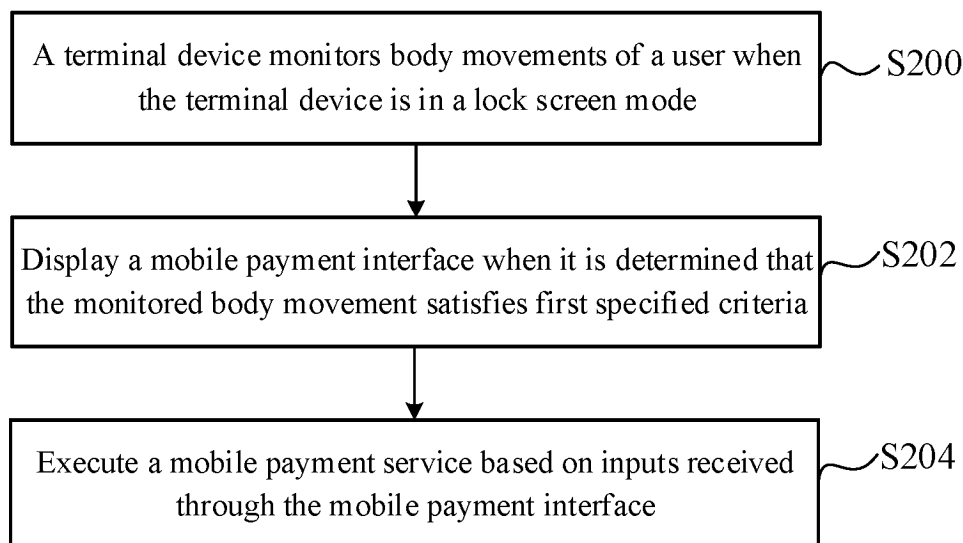 A terminal device monitors body movements of a user when
the terminal device is in a lock screen mode
S200
Display a mobile payment interface when it is determined that
the monitored body movement satisfies first specified criteria
S202
Execute a mobile payment service based on inputs received
through the mobile payment interface
S204